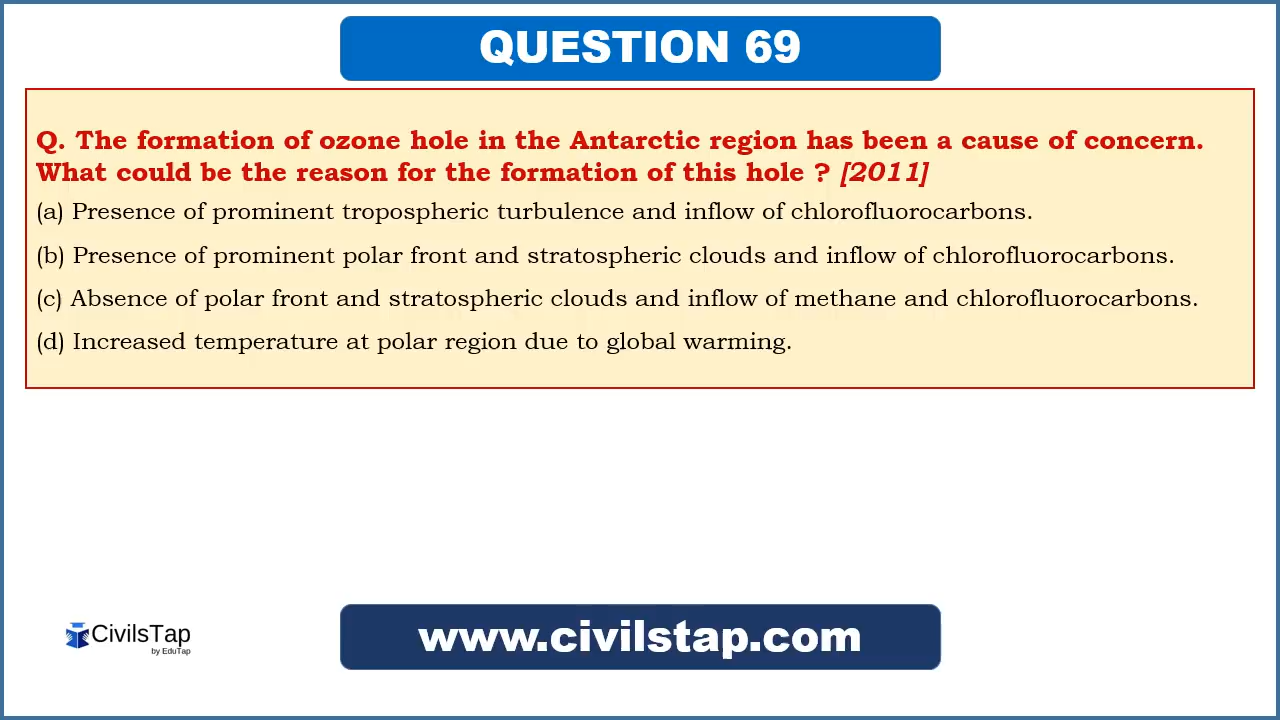 QUESTION 69
Q. The formation of ozone hole in the Antarctic region has been a cause of concern.
What could be the reason for the formation of this hole ? [2011]
(a) Presence of prominent tropospheric turbulence and inflow of chlorofluorocarbons.
(b) Presence of prominent polar front and stratospheric clouds and inflow of chlorofluorocarbons.
(c) Absence of polar front and stratospheric clouds and inflow of methane and chlorofluorocarbons.
(d) Increased temperature at polar region due to global warming.
CivilsTap
by EduTap
www.civilstap.com